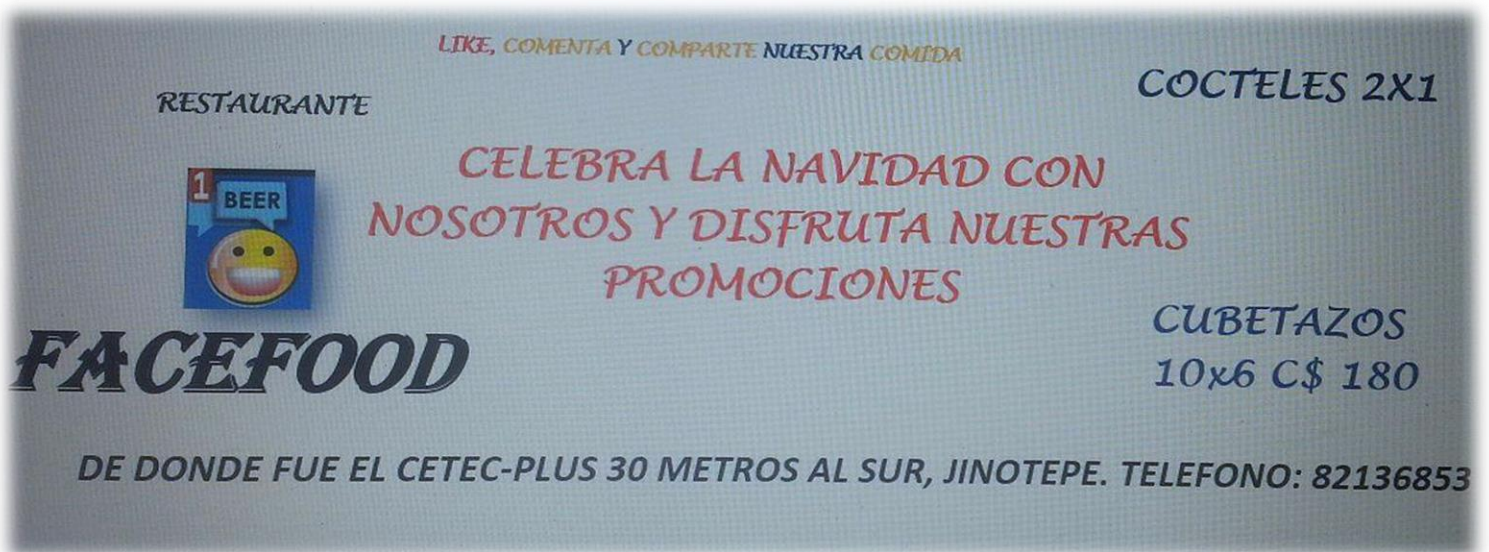 LIKE, COMENTA Y COMPARTE NUESTRA COMIDA
COCTELES 2X1
RESTAURANTE
CELEBRA LA NAVIDAD CON
NOSOTROS Y DISFRUTA NUESTRAS
PROMOCIONES
1
BEER
FACEFOOD
CUBETAZOS
10x6 C$ 180
DE DONDE FUE EL CETEC-PLUS 30 METROS AL SUR, JINOTEPE. TELEFONO: 82136853